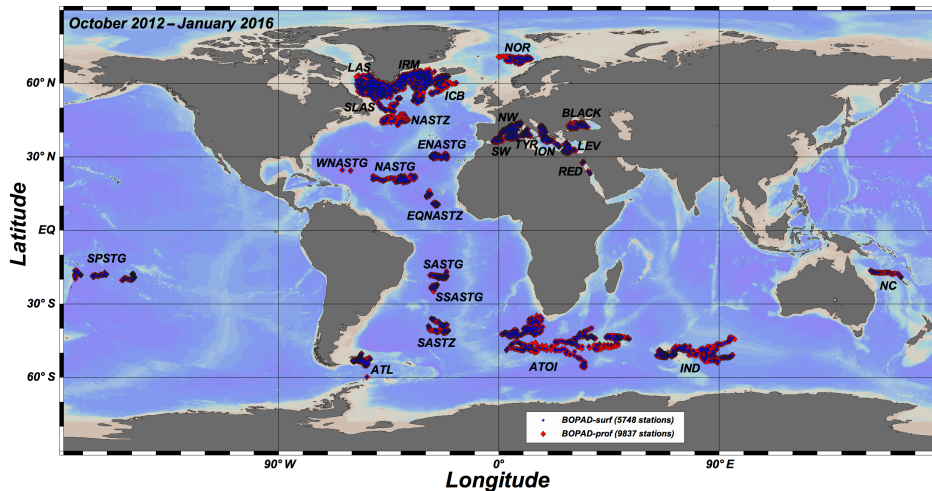 October 2012 – January 2016
NOR
LAS
IRM
60° N
ICB
SLAS
NASTZ
NW
BLACK
SW
TYR
ION
LEV
ENASTG
30° N
WNASTG
NASTG
RED
EQNASTZ
Latitude
EQ
SPSTG
SASTG
NC
SSASTG
30° S
SASTZ
ATOI
IND
ATL
60° S
BOPAD-surf (5748 stations)
BOPAD-prof (9837 stations)
90° W
0°
90° E
Longitude